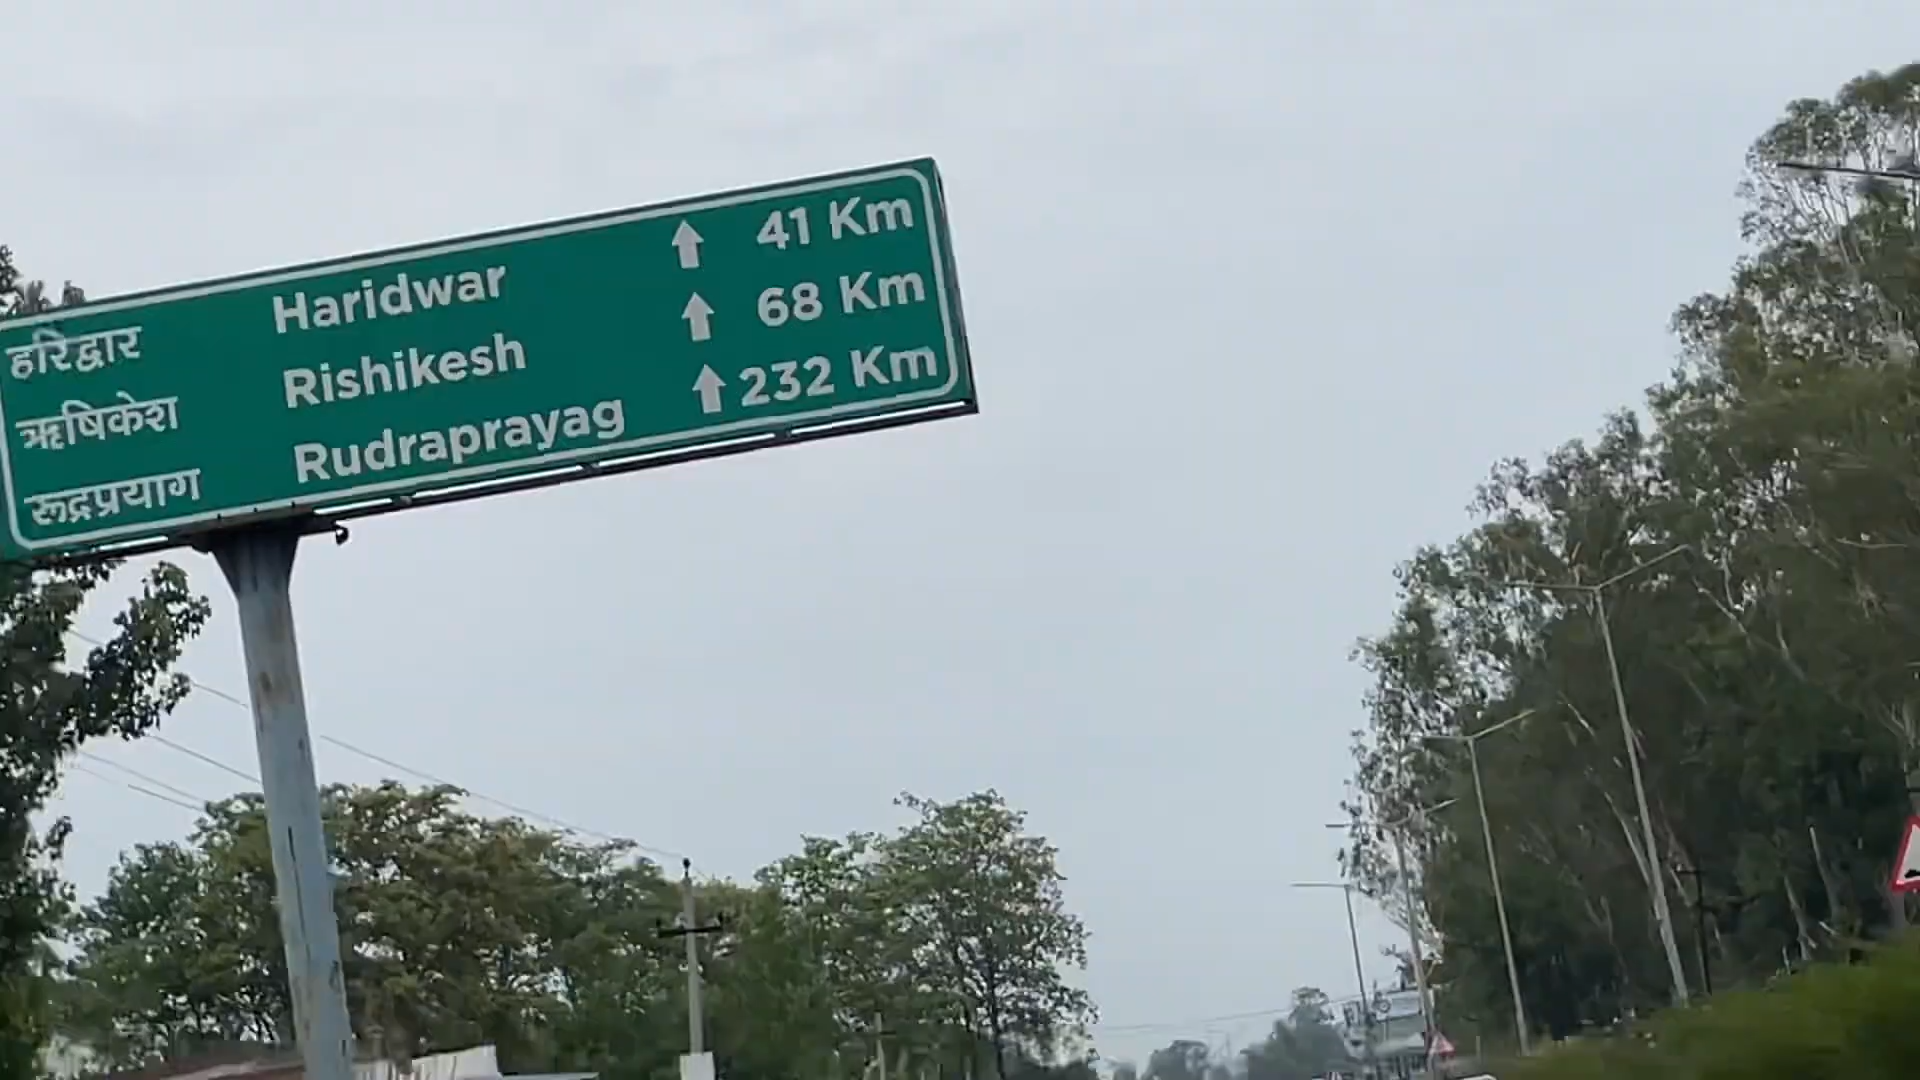 हरिद्वार Haridwar 41 Km
ऋषिकेश Rishikesh 68 Km
रूद्रप्रयाग Rudraprayag 232 Km